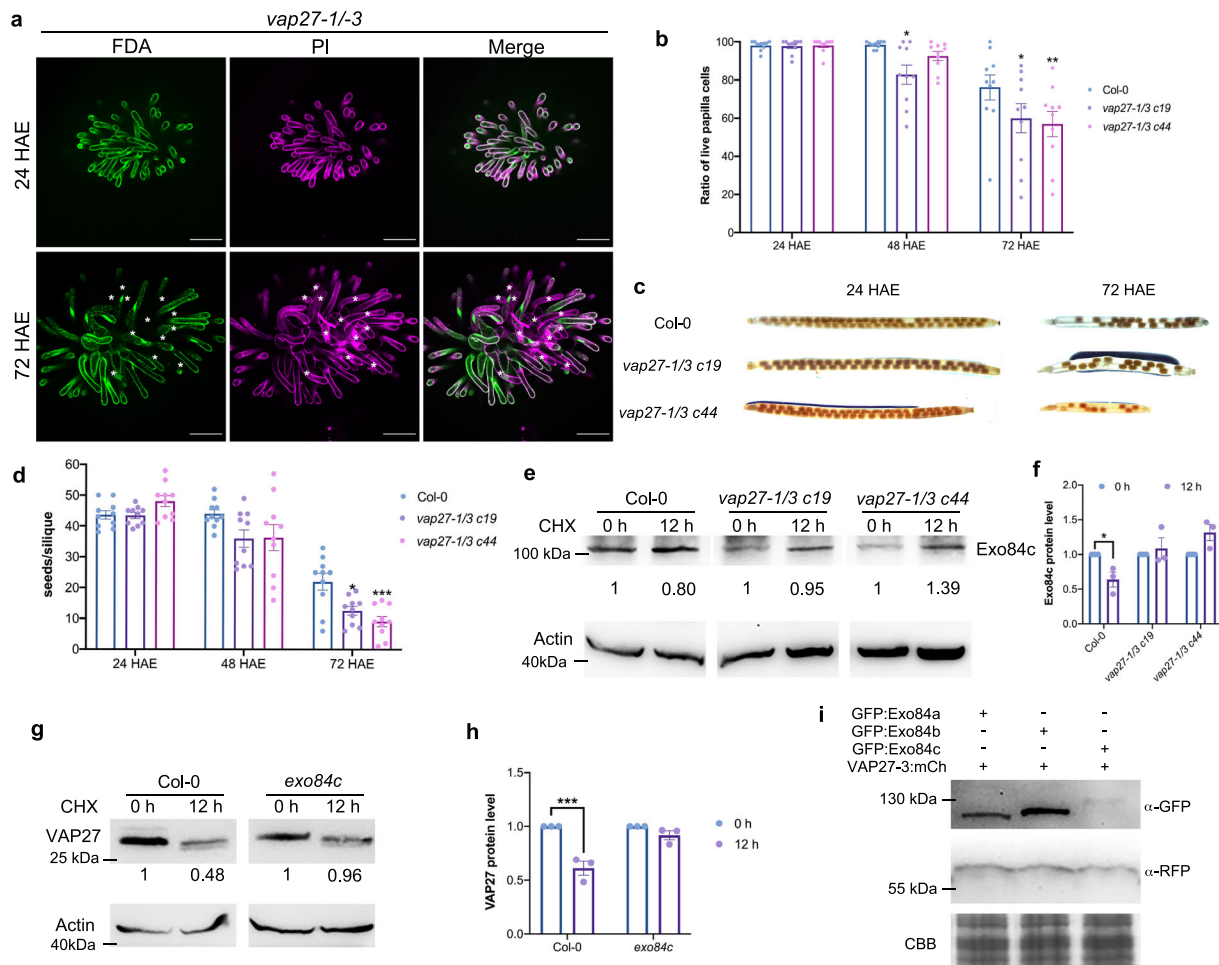 a
vap27-1/-3
FDA PI Merge
24 HAE
72 HAE
b
Ratio of live papilla cells
100
80
60
40
20
0
* * **
24 HAE 48 HAE 72 HAE
Col-0
vap27-1/3 c19
vap27-1/3 c44
c
24 HAE 72 HAE
Col-0
vap27-1/3 c19
vap27-1/3 c44
d
seeds/silique
60
50
40
30
20
10
0
* ***
24 HAE 48 HAE 72 HAE
Col-0
vap27-1/3 c19
vap27-1/3 c44
e
Col-0 vap27-1/3 c19 vap27-1/3 c44
CHX 0 h 12 h 0 h 12 h 0 h 12 h
100 kDa Exo84c
1 0.80 1 0.95 1 1.39
Actin
40kDa
f
0 h 12 h
Exo84c protein level
2.0
1.5
1.0
0.5
0.0
*
Col-0 vap27-1/3 c19 vap27-1/3 c44
g
Col-0 exo84c
CHX 0 h 12 h 0 h 12 h
VAP27
25 kDa
1 0.48 1 0.96
Actin
40kDa
h
VAP27 protein level
1.5
1.0
0.5
0.0
***
Col-0 exo84c
0 h
12 h
i
GFP:Exo84a + - -
GFP:Exo84b - + -
GFP:Exo84c - - +
VAP27-3:mCh + + +
130 kDa α-GFP
α-RFP
55 kDa
CBB